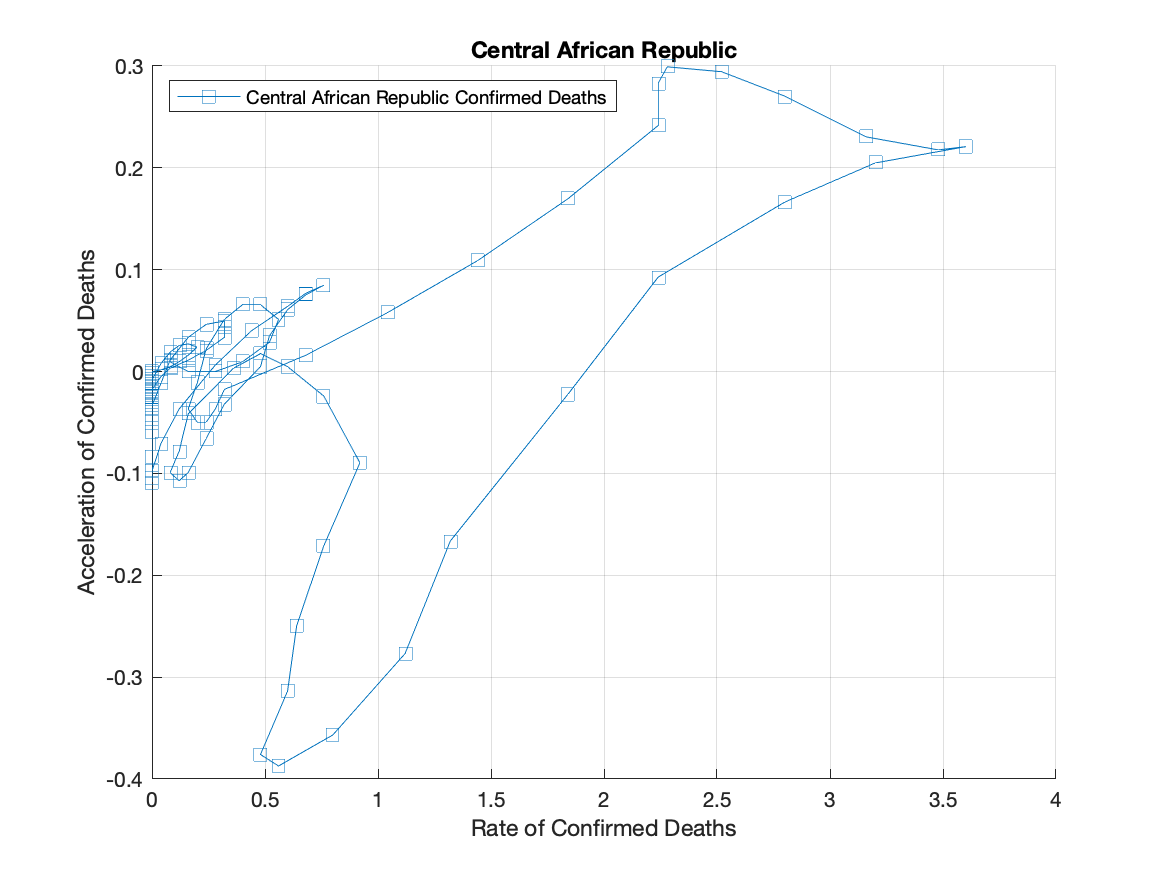 Central African Republic
Central African Republic Confirmed Deaths
Acceleration of Confirmed Deaths
0.3
0.2
0.1
0
-0.1
-0.2
-0.3
-0.4
0 0.5 1 1.5 2 2.5 3 3.5 4
Rate of Confirmed Deaths